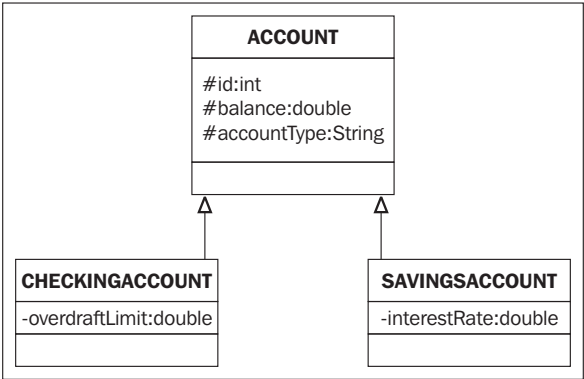 ACCOUNT
#id:int
#balance:double
#accountType:String
CHECKINGACCOUNT
-overdraftLimit:double
SAVINGSACCOUNT
-interestRate:double